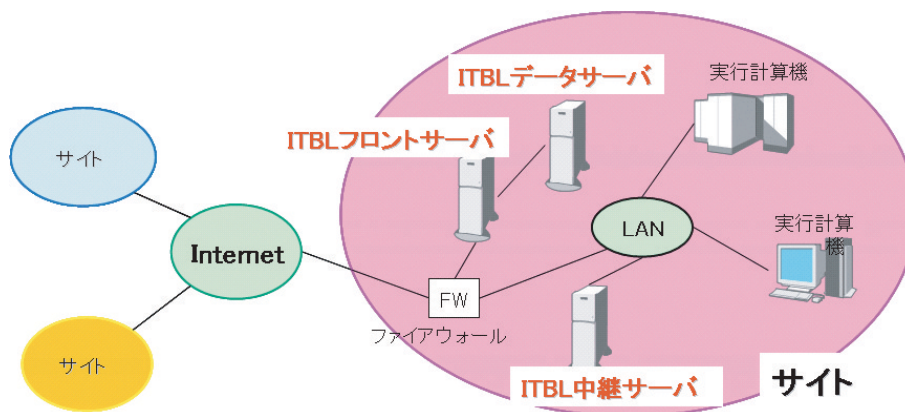 ITBLデータサーバ
実行計算機
ITBLフロントサーバ
サイト
LAN
実行計算
機
Internet
FW
ファイアウォール
サイト
ITBL中継サーバ
サイト